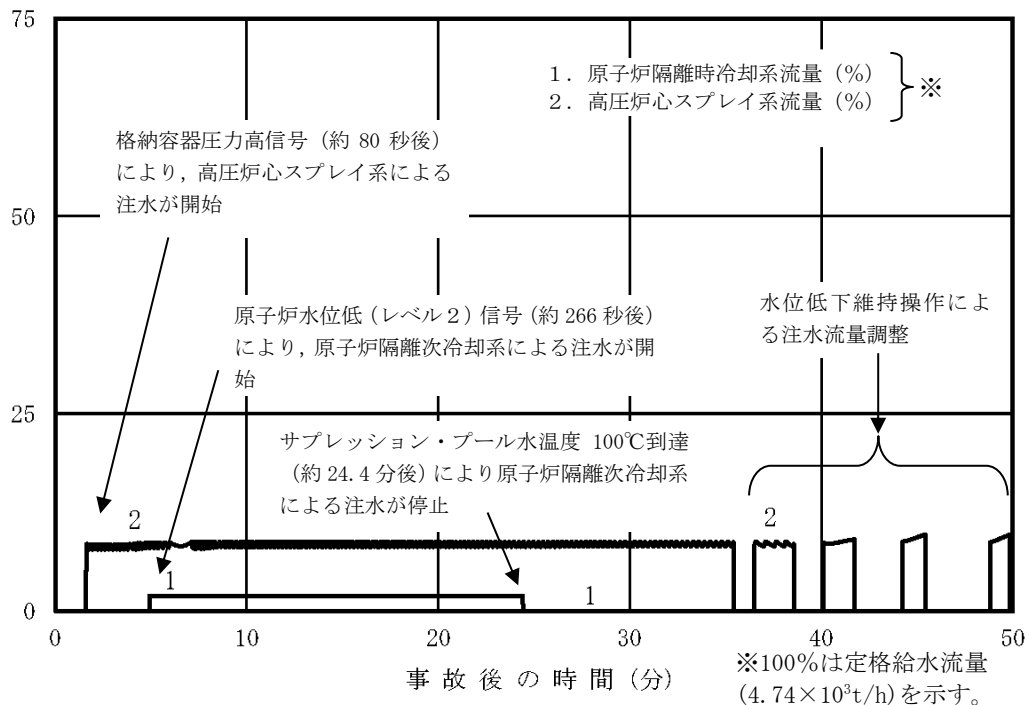 75
50
25
0
1．原子炉隔離時冷却系流量（%）
2．高圧炉心スプレイ系流量（%）
※
格納容器圧力高信号（約 80 秒後）
により，高圧炉心スプレイ系による
注水が開始
原子炉水位低（レベル２）信号（約 266 秒後）
により，原子炉隔離次冷却系による注水が開
始
水位低下維持操作によ
る注水流量調整
サプレッション・プール水温度 100℃到達
（約 24.4 分後）により原子炉隔離次冷却系
による注水が停止
2
2
1
1
0 10 20 30 40 50
事故後の時間（分）
※100%は定格給水流量
(4.74×10³t/h)を示す。